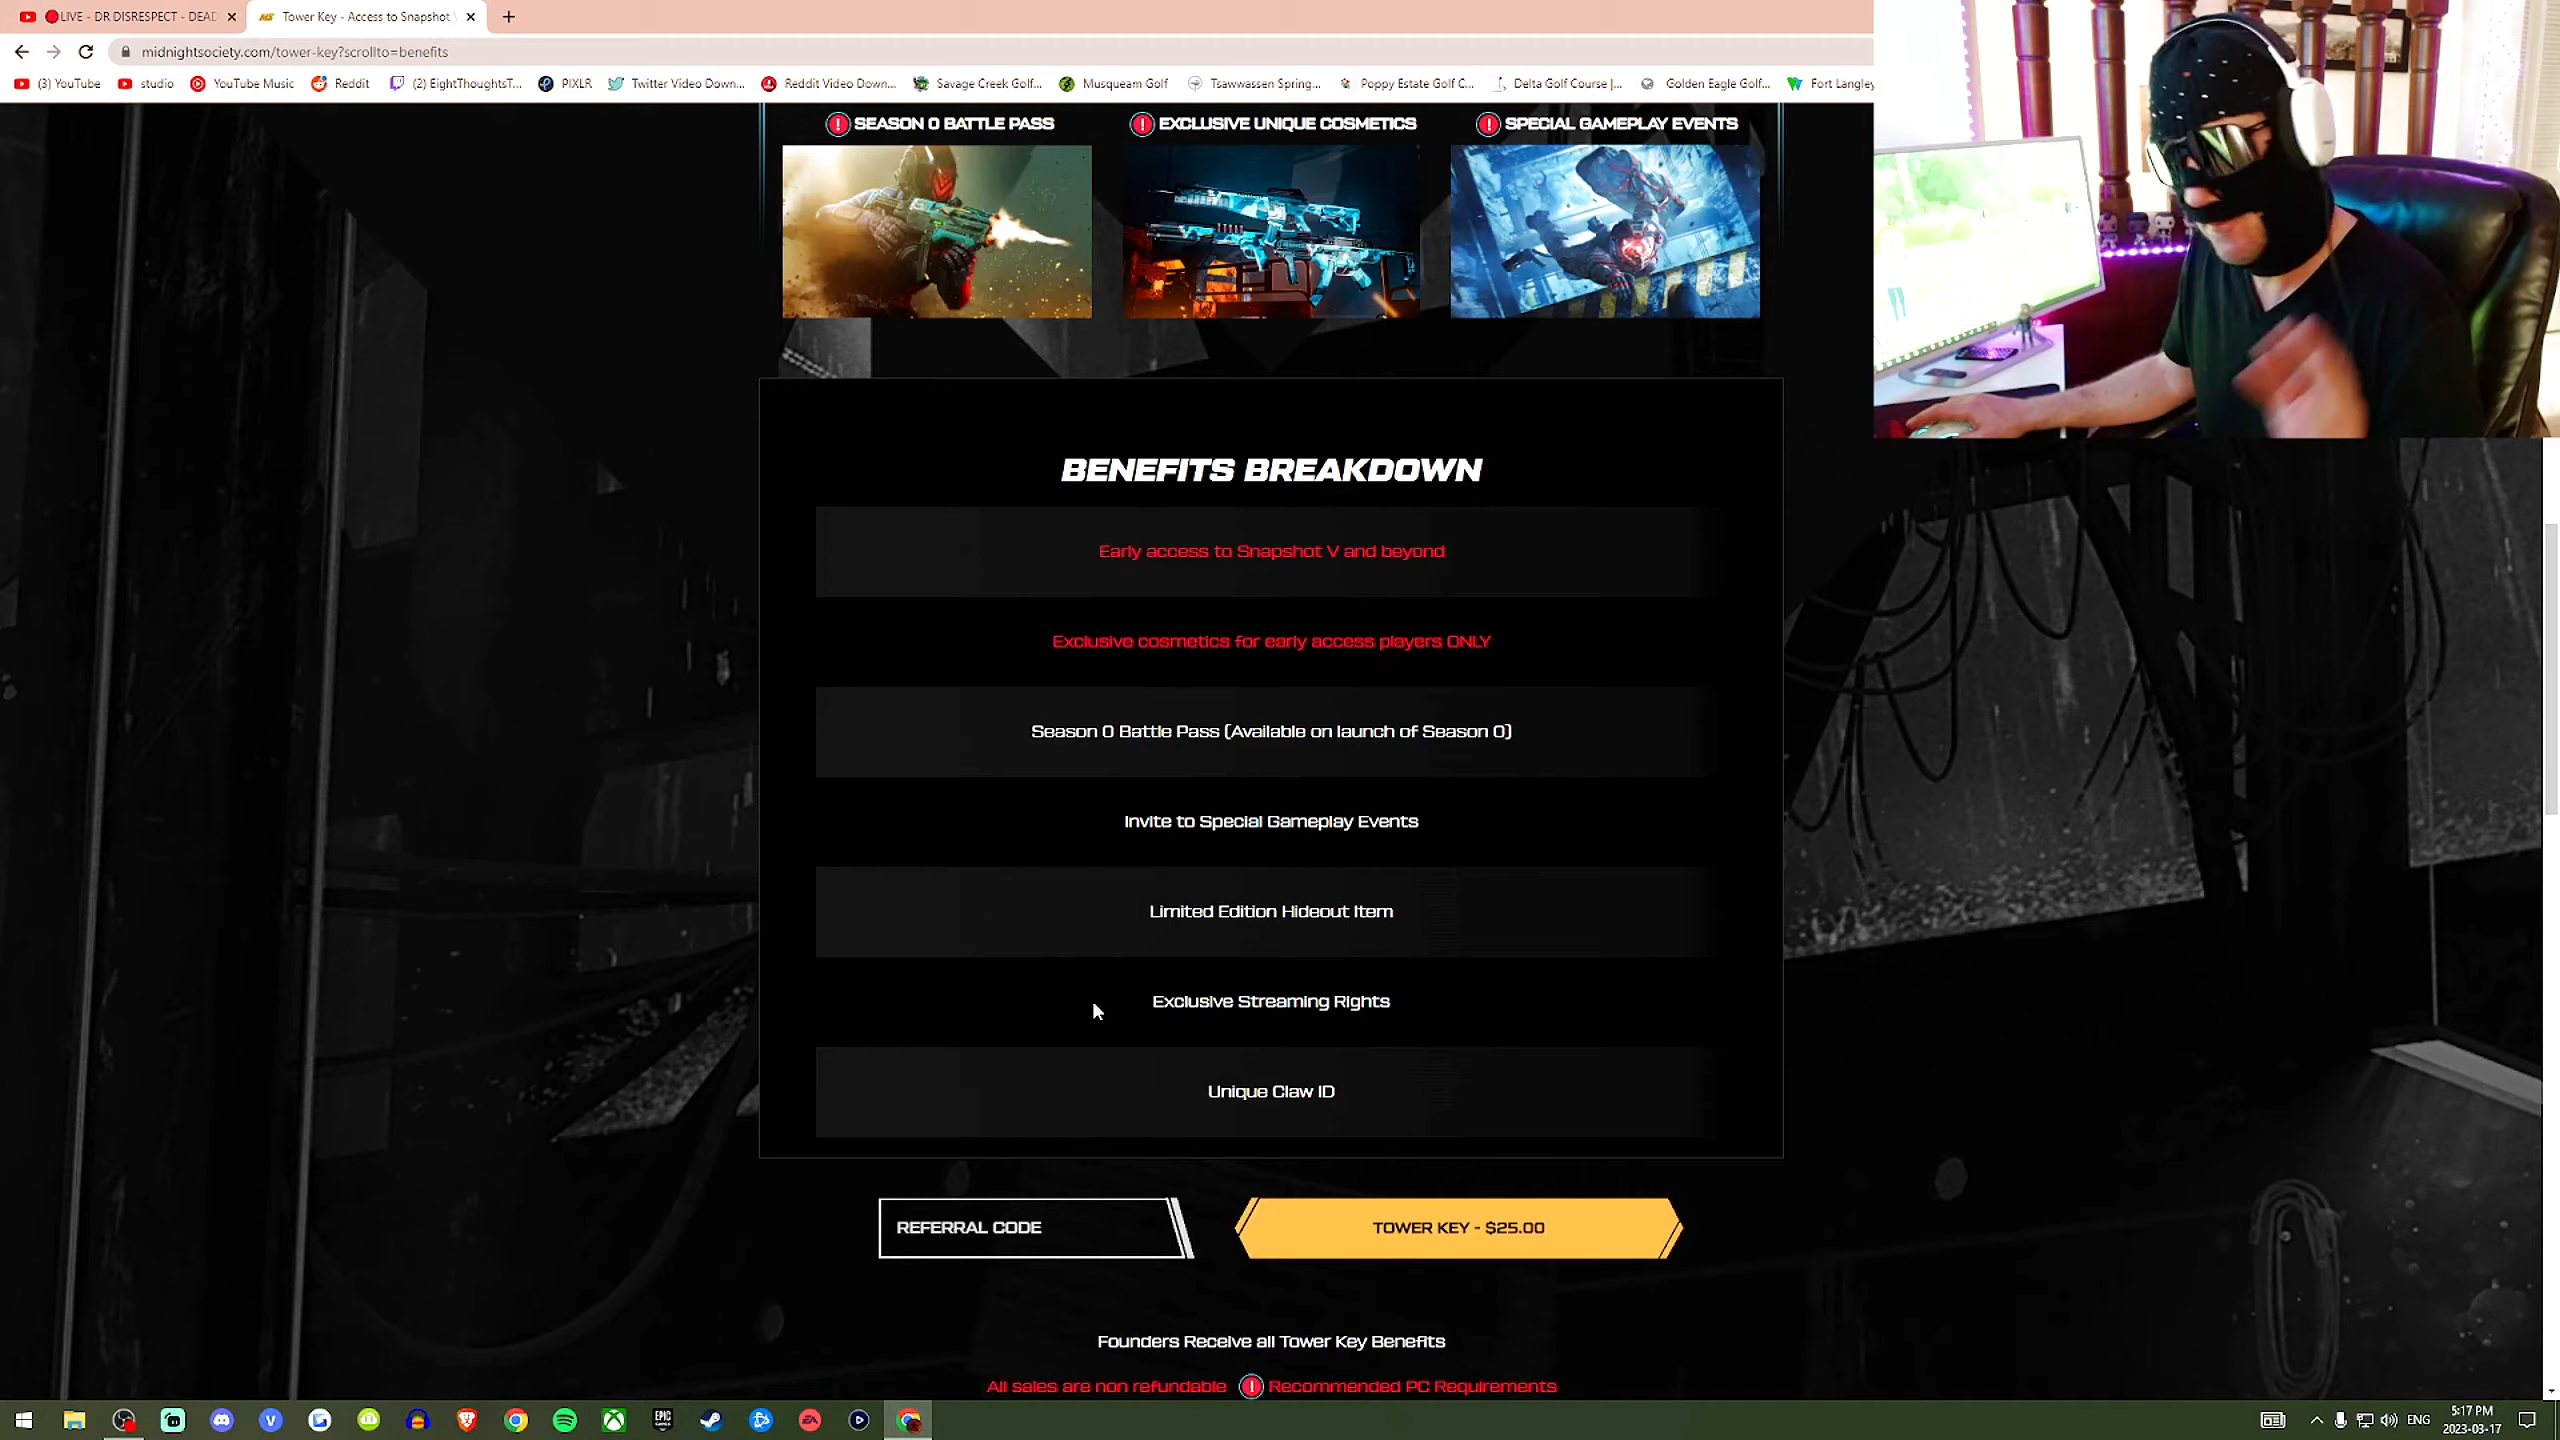 LIVE - DR DISRESPECT - DEAD
Tower Key - Access to Snapshot V
midnightsociety.com/tower-key?scrollto=benefits
(3) YouTube
studio
YouTube Music
Reddit
(2) EightThoughtsT...
PIXLR
Twitter Video Down...
Reddit Video Down...
Savage Creek Golf...
Musqueam Golf
Tsawwassen Spring...
Poppy Estate Golf C...
Delta Golf Course |...
Golden Eagle Golf...
Fort Langley
SEASON 0 BATTLE PASS
EXCLUSIVE UNIQUE COSMETICS
SPECIAL GAMEPLAY EVENTS
BENEFITS BREAKDOWN
Early access to Snapshot V and beyond
Exclusive cosmetics for early access players ONLY
Season 0 Battle Pass (Available on launch of Season 0)
Invite to Special Gameplay Events
Limited Edition Hideout Item
Exclusive Streaming Rights
Unique Claw ID
REFERRAL CODE
TOWER KEY - $25.00
Founders Receive all Tower Key Benefits
All sales are non refundable
Recommended PC Requirements
EPIC GAMES
EA
ENG
5:17 PM
2023-03-17